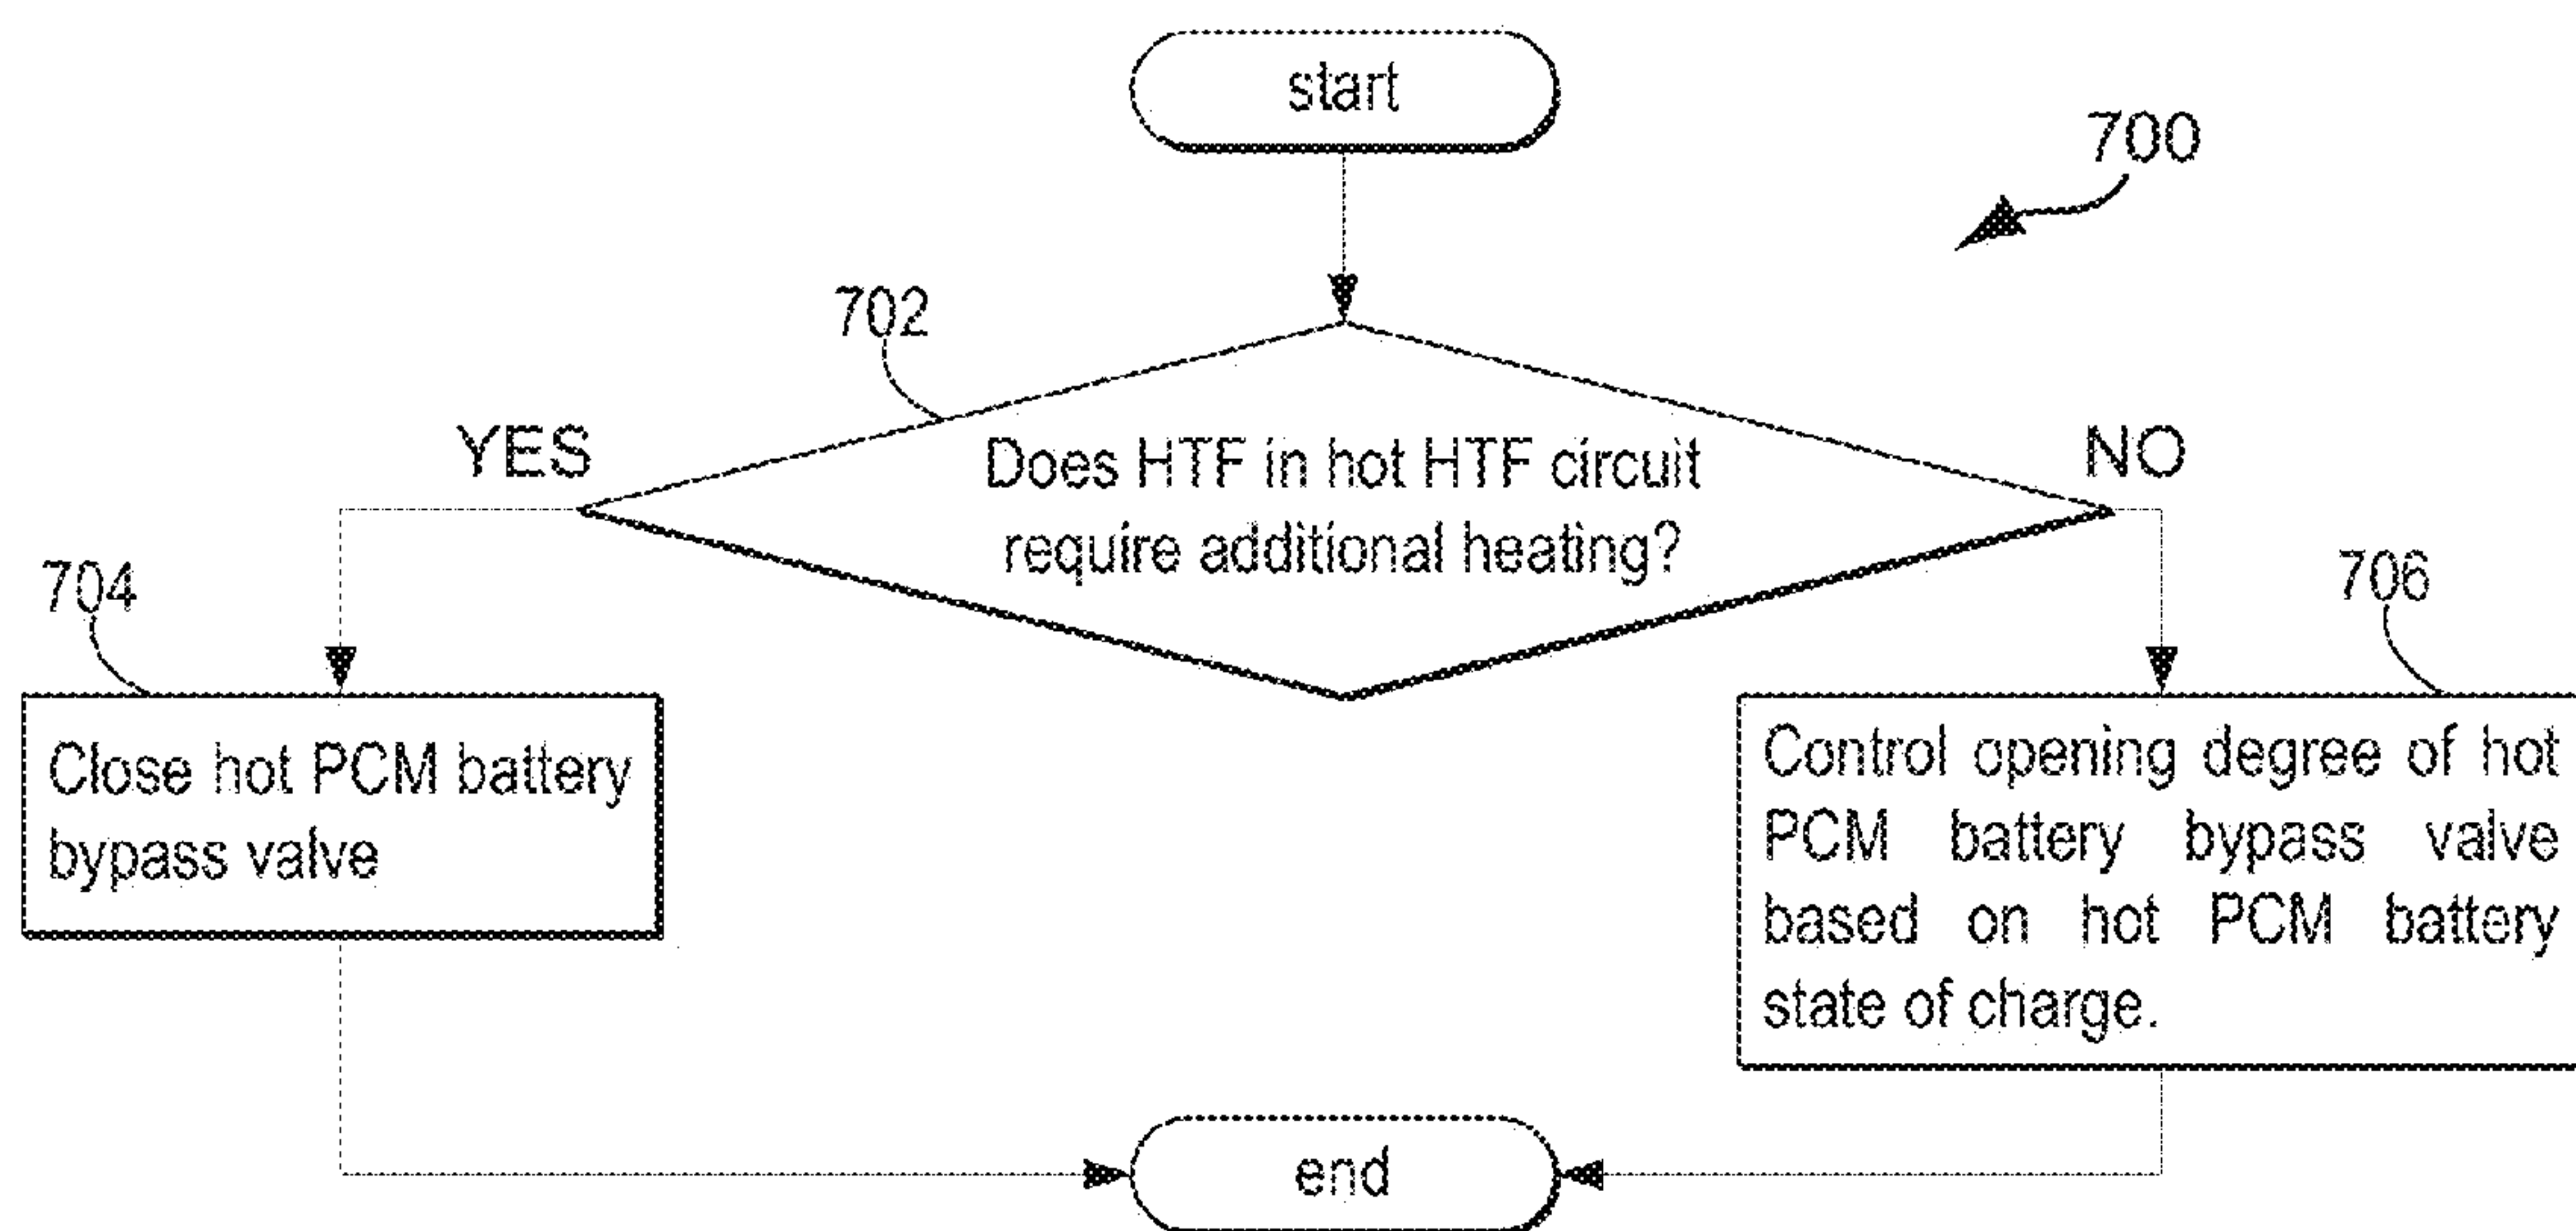 start
700
702
YES
Does HTF in hot HTF circuit
require additional heating?
NO
704
Close hot PCM battery
bypass valve
706
Control opening degree of hot
PCM battery bypass valve
based on hot PCM battery
state of charge.
end